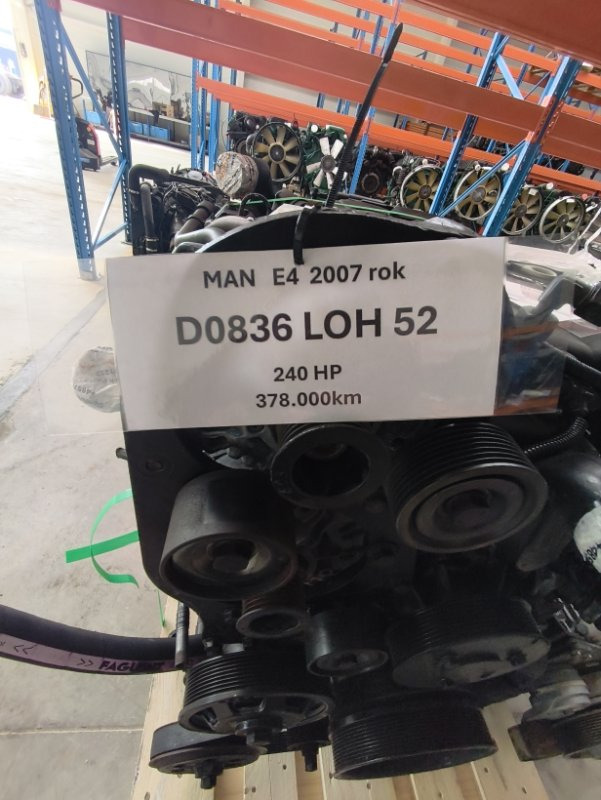 MAN E4 2007 rok
D0836 LOH 52
240 HP
378.000km